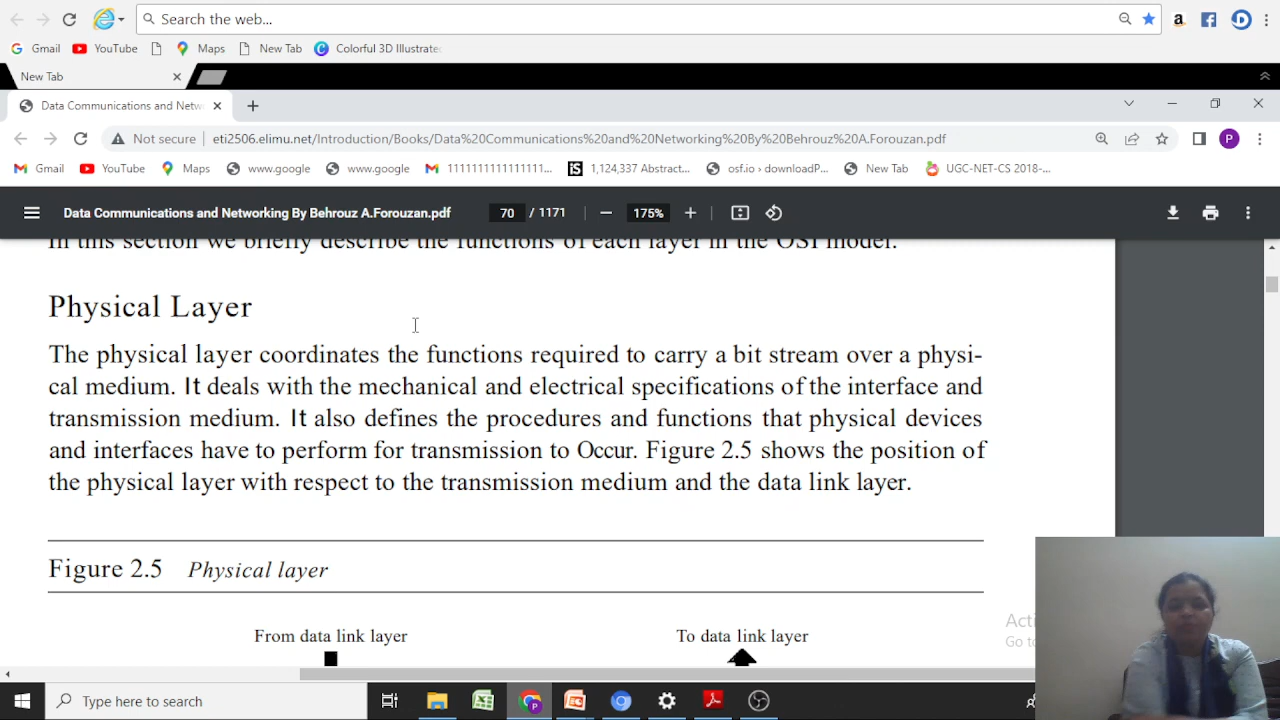 Search the web...
Gmail YouTube Maps New Tab Colorful 3D Illustrate
New Tab
Data Communications and Netw
Not secure eti2506.elimu.net/Introduction/Books/Data%20Communications%20and%20Networking%20By%20Behrouz%20A.Forouzan.pdf
Gmail YouTube Maps www.google www.google 11111111111111... 1,124,337 Abstract... osf.io › downloadP... New Tab UGC-NET-CS 2018-...
Data Communications and Networking By Behrouz A.Forouzan.pdf 70 / 1171 175%
In this section we briefly describe the functions of each layer in the OSI model.
Physical Layer
The physical layer coordinates the functions required to carry a bit stream over a physi-
cal medium. It deals with the mechanical and electrical specifications of the interface and
transmission medium. It also defines the procedures and functions that physical devices
and interfaces have to perform for transmission to Occur. Figure 2.5 shows the position of
the physical layer with respect to the transmission medium and the data link layer.
Figure 2.5 Physical layer
From data link layer To data link layer
Go to
Type here to search